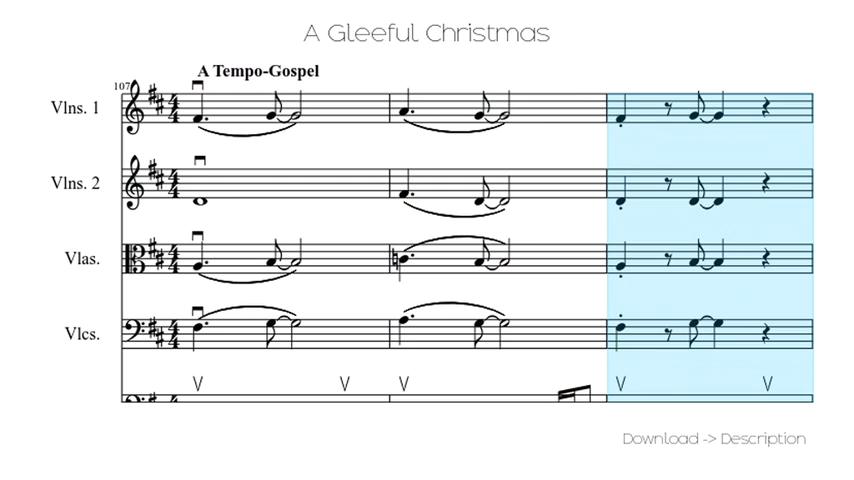 A Gleeful Christmas
A Tempo-Gospel
107
Vlns. 1
Vlns. 2
Vlas.
Vlcs.
Download -> Description